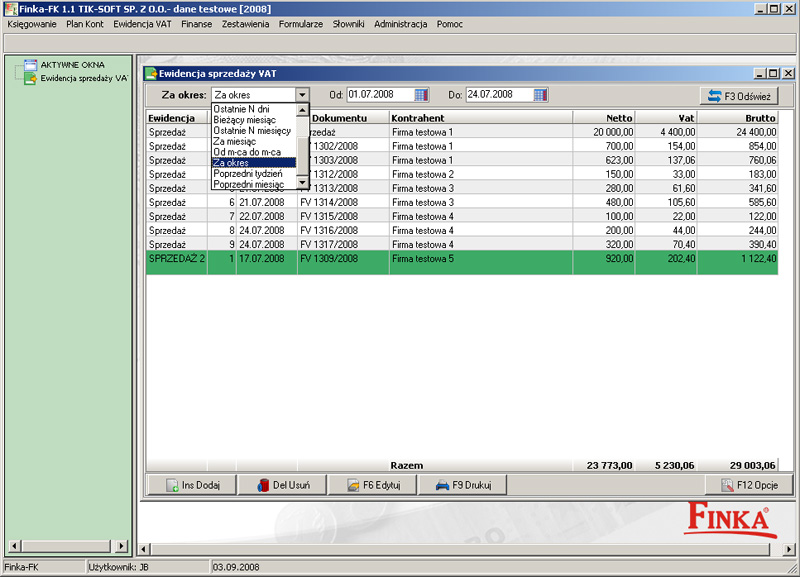 Finka-FK 1.1 TIK-SOFT SP. Z O.O.- dane testowe [2008]
Księgowanie Plan Kont Ewidencja VAT Finanse Zestawienia Formularze Słowniki Administracja Pomoc
AKTYWNE OKNA
Ewidencja sprzedaży VA
Ewidencja sprzedaży VAT
Za okres: Za okres Od: 01.07.2008 Do: 24.07.2008 F3 Odśwież
Ostatnie N dni
Bieżący miesiąc
Ostatnie N miesięcy
Za miesiąc
Od m-ca do m-ca
Za okres
Poprzedni tydzień
Poprzedni miesiąc
Ewidencja Dokumentu Kontrahent Netto Vat Brutto
Sprzedaż rzedaż Firma testowa 1 20 000,00 4 400,00 24 400,00
Sprzedaż 1302/2008 Firma testowa 1 700,00 154,00 854,00
Sprzedaż 1303/2008 Firma testowa 1 623,00 137,06 760,06
Sprzedaż 1312/2008 Firma testowa 2 150,00 33,00 183,00
Sprzedaż 1313/2008 Firma testowa 3 280,00 61,60 341,60
Sprzedaż 6 21.07.2008 FV 1314/2008 Firma testowa 3 480,00 105,60 585,60
Sprzedaż 7 22.07.2008 FV 1315/2008 Firma testowa 4 100,00 22,00 122,00
Sprzedaż 8 24.07.2008 FV 1316/2008 Firma testowa 4 200,00 44,00 244,00
Sprzedaż 9 24.07.2008 FV 1317/2008 Firma testowa 4 320,00 70,40 390,40
SPRZEDAŻ 2 1 17.07.2008 FV 1309/2008 Firma testowa 5 920,00 202,40 1 122,40
Razem 23 773,00 5 230,06 29 003,06
Ins Dodaj Del Usuń F6 Edytuj F9 Drukuj F12 Opcje
FINKA®
Finka-FK Użytkownik: JB 03.09.2008